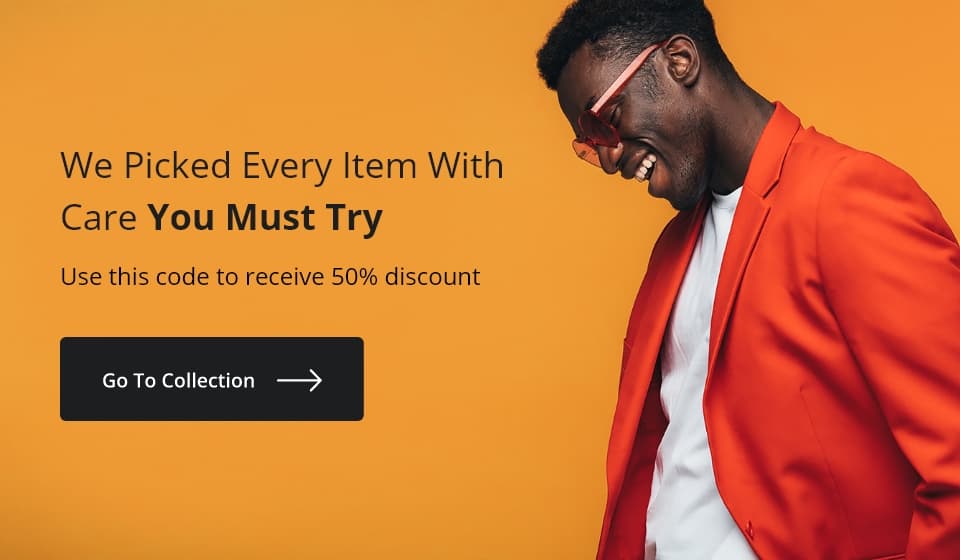 We Picked Every Item With
Care You Must Try
Use this code to receive 50% discount
Go To Collection